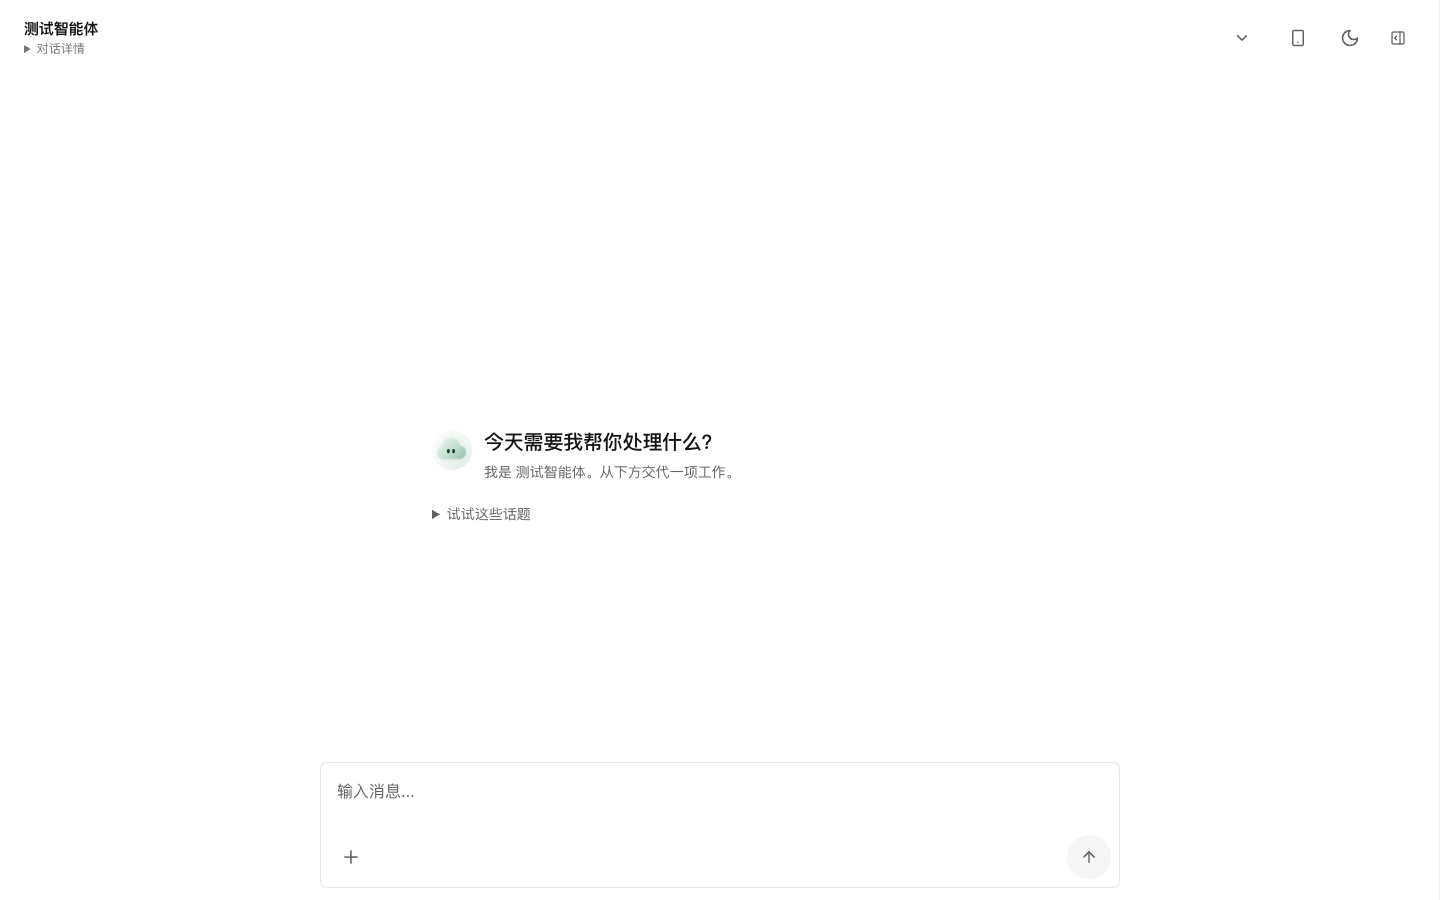 测试智能体
对话详情
今天需要我帮你处理什么?
我是 测试智能体。从下方交代一项工作。
试试这些话题
输入消息...